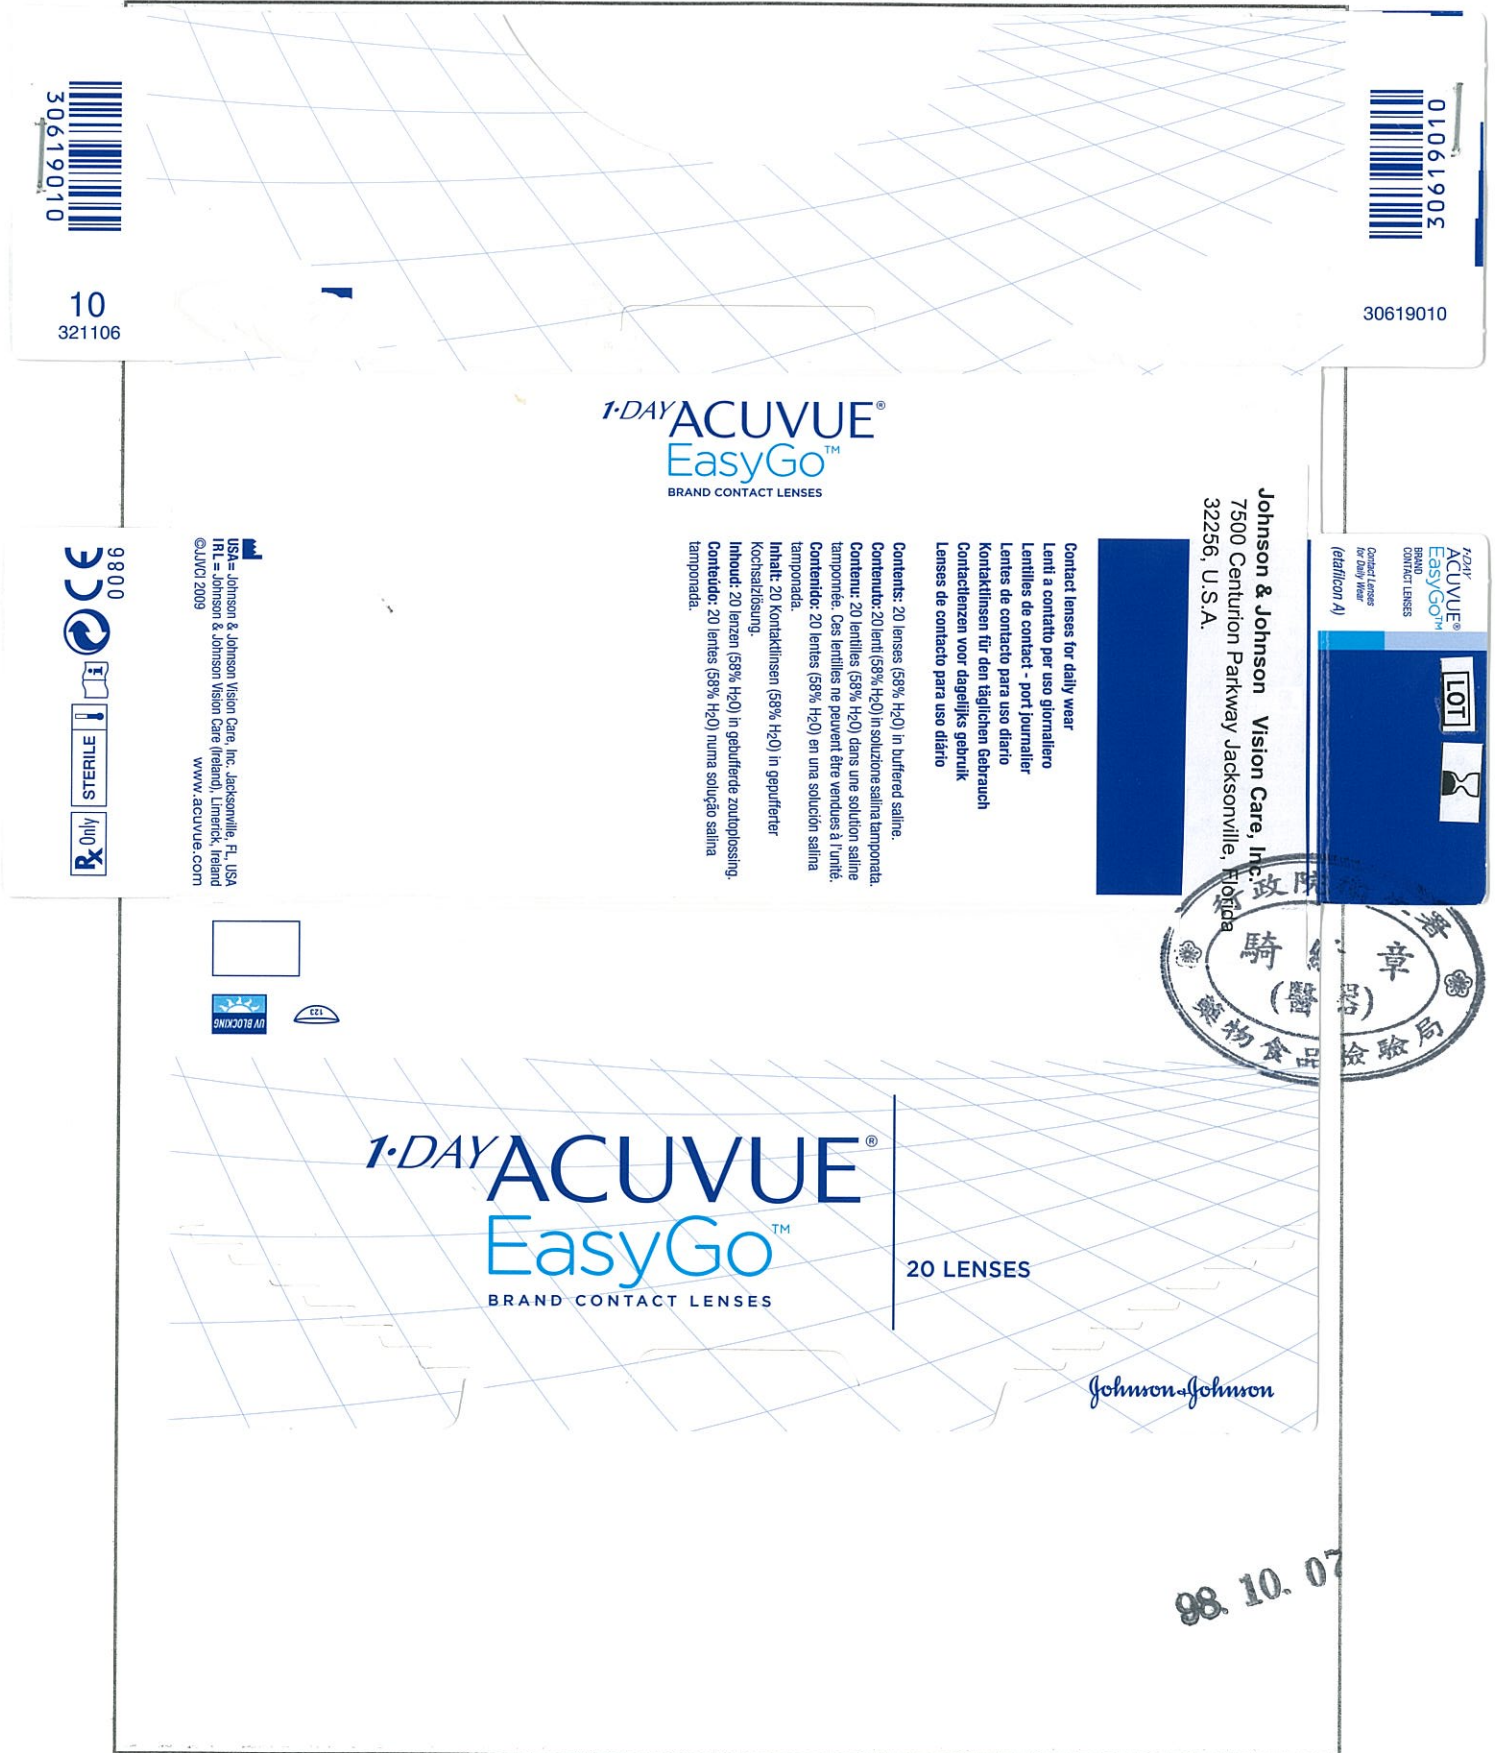 30619010
10
321106
30619010
30619010
1·DAY ACUVUE®
EasyGo™
BRAND CONTACT LENSES
Johnson & Johnson Vision Care, Inc.
7500 Centurion Parkway Jacksonville, Florida
32256, U.S.A.
1·DAY
ACUVUE®
EasyGo™
BRAND
CONTACT LENSES
Contact Lenses
for Daily Wear
(etafilcon A)
LOT
Contact lenses for daily wear
Lenti a contatto per uso giornaliero
Lentilles de contact - port journalier
Lentes de contacto para uso diario
Kontaktlinsen für den täglichen Gebrauch
Contactlenzen voor dagelijks gebruik
Lenses de contacto para uso diário
Contents: 20 lenses (58% H2O) in buffered saline.
Contenuto: 20 lenti (58% H2O) in soluzione salina tamponata.
Contenu: 20 lentilles (58% H2O) dans une solution saline
tamponnée. Ces lentilles ne peuvent être vendues à l'unité.
Contenido: 20 lentes (58% H2O) en una solución salina
tamponada.
Inhalt: 20 Kontaktlinsen (58% H2O) in gepufferter
Kochsalzlösung.
Inhoud: 20 lenzen (58% H2O) in gebufferde zoutoplossing.
Conteúdo: 20 lentes (58% H2O) numa solução salina
tamponada.
USA= Johnson & Johnson Vision Care, Inc. Jacksonville, FL, USA
IRL= Johnson & Johnson Vision Care (Ireland), Limerick, Ireland
©JJVCI 2009
www.acuvue.com
0086
CE
i
STERILE
Rx Only
行政院衛生署
騎縫章
(醫器)
藥物食品檢驗局
UV BLOCKING
123
1·DAY ACUVUE®
EasyGo™
BRAND CONTACT LENSES
20 LENSES
Johnson & Johnson
98. 10. 07